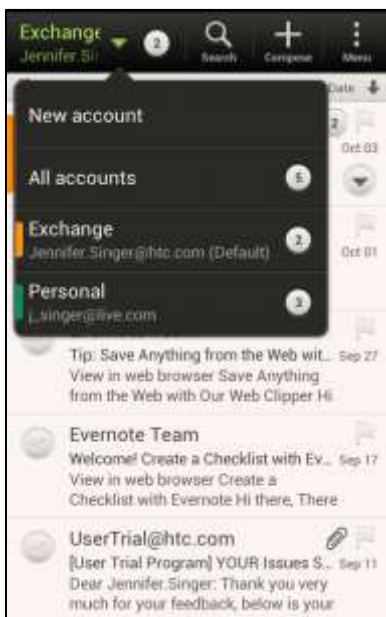 Exchange
Jennifer.Si
2
Search
Compose
Menu
Date
New account
2
Oct 03
All accounts
5
Exchange
Jennifer.Singer@htc.com (Default)
2
Oct 01
Personal
j_singer@live.com
3
Tip: Save Anything from the Web wit...
Sep 27
View in web browser Save Anything
from the Web with Our Web Clipper Hi
Evernote Team
Welcome! Create a Checklist with Ev...
Sep 17
View in web browser Create a
Checklist with Evernote Hi there, There
UserTrial@htc.com
[User Trial Program] YOUR Issues S...
Sep 11
Dear Jennifer.Singer: Thank you very
much for your feedback, below is your